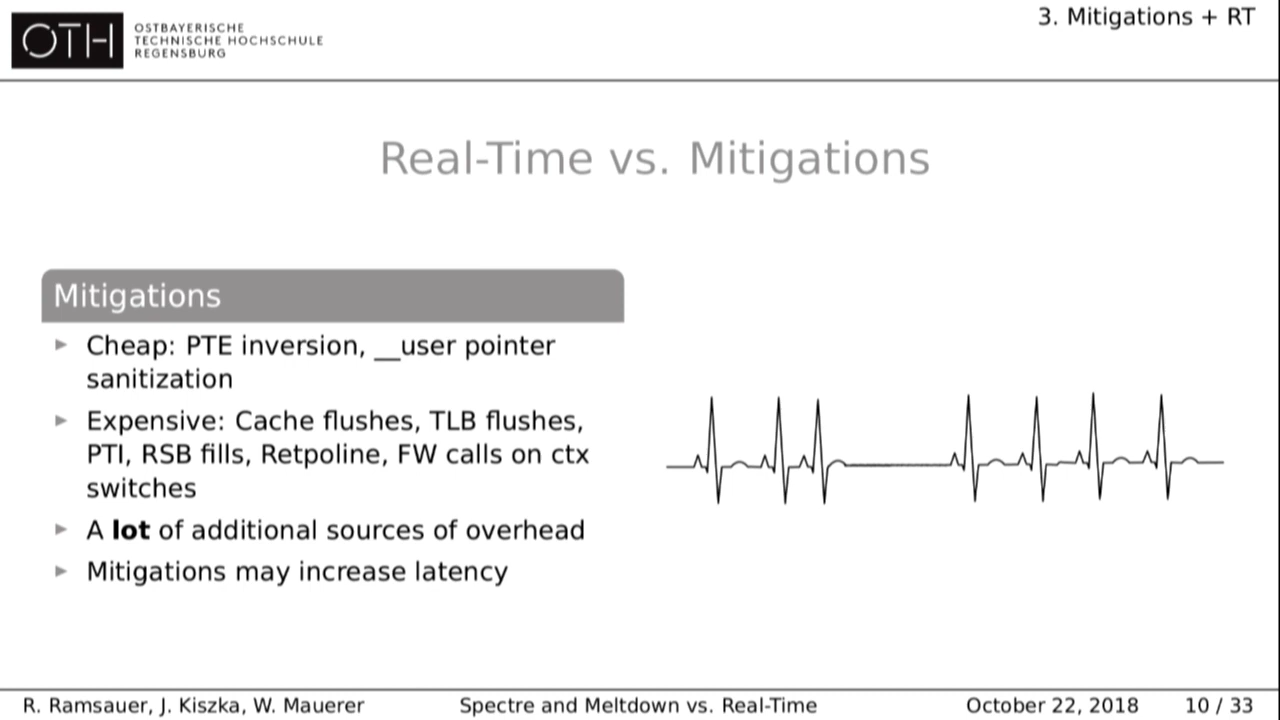 OTH
OSTBAYERISCHE
TECHNISCHE HOCHSCHULE
REGENSBURG
3. Mitigations + RT
Real-Time vs. Mitigations
Mitigations
Cheap: PTE inversion, __user pointer
sanitization
Expensive: Cache flushes, TLB flushes,
PTI, RSB fills, Retpoline, FW calls on ctx
switches
A lot of additional sources of overhead
Mitigations may increase latency
R. Ramsauer, J. Kiszka, W. Mauerer
Spectre and Meltdown vs. Real-Time
October 22, 2018
10 / 33